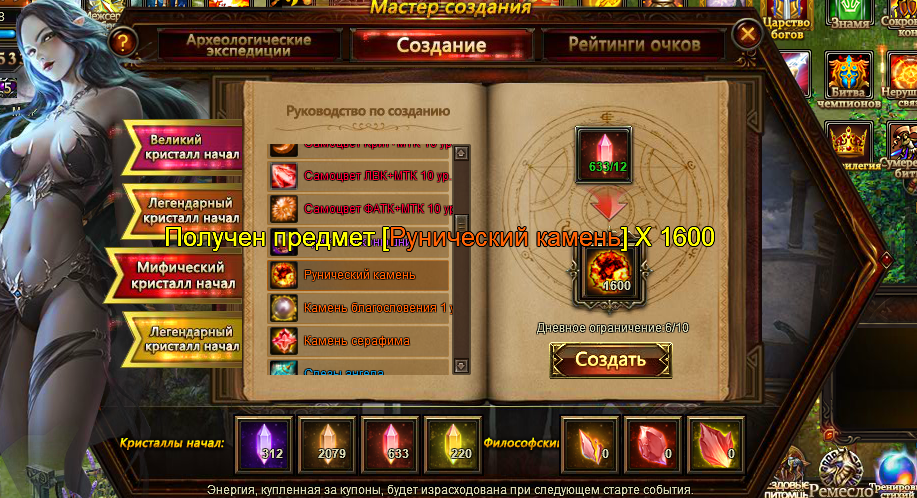 Мастер создания
Археологические
экспедиции
Создание
Рейтинги очков
?
Царство
богов
Знамя
Битва
чемпионов
Руководство по созданию
Великий
кристалл начал
Легендарный
кристалл начал
Мифический
кристалл начал
Легендарный
кристалл начал
Самоцвет ЛВК+МТК 10 ур.
Самоцвет ФАТК+МТК 10 ур
Получен предмет [Рунический камень] X 1600
Рунический камень
Камень благословения 1
Камень серафима
Слезы ангела
633/12
1600
Дневное ограничение 6/10
Создать
Кристаллы начал:
312
2079
633
220
Философски
0
0
0
Энергия, купленная за купоны, будет израсходована при следующем старте события.
Ремесло